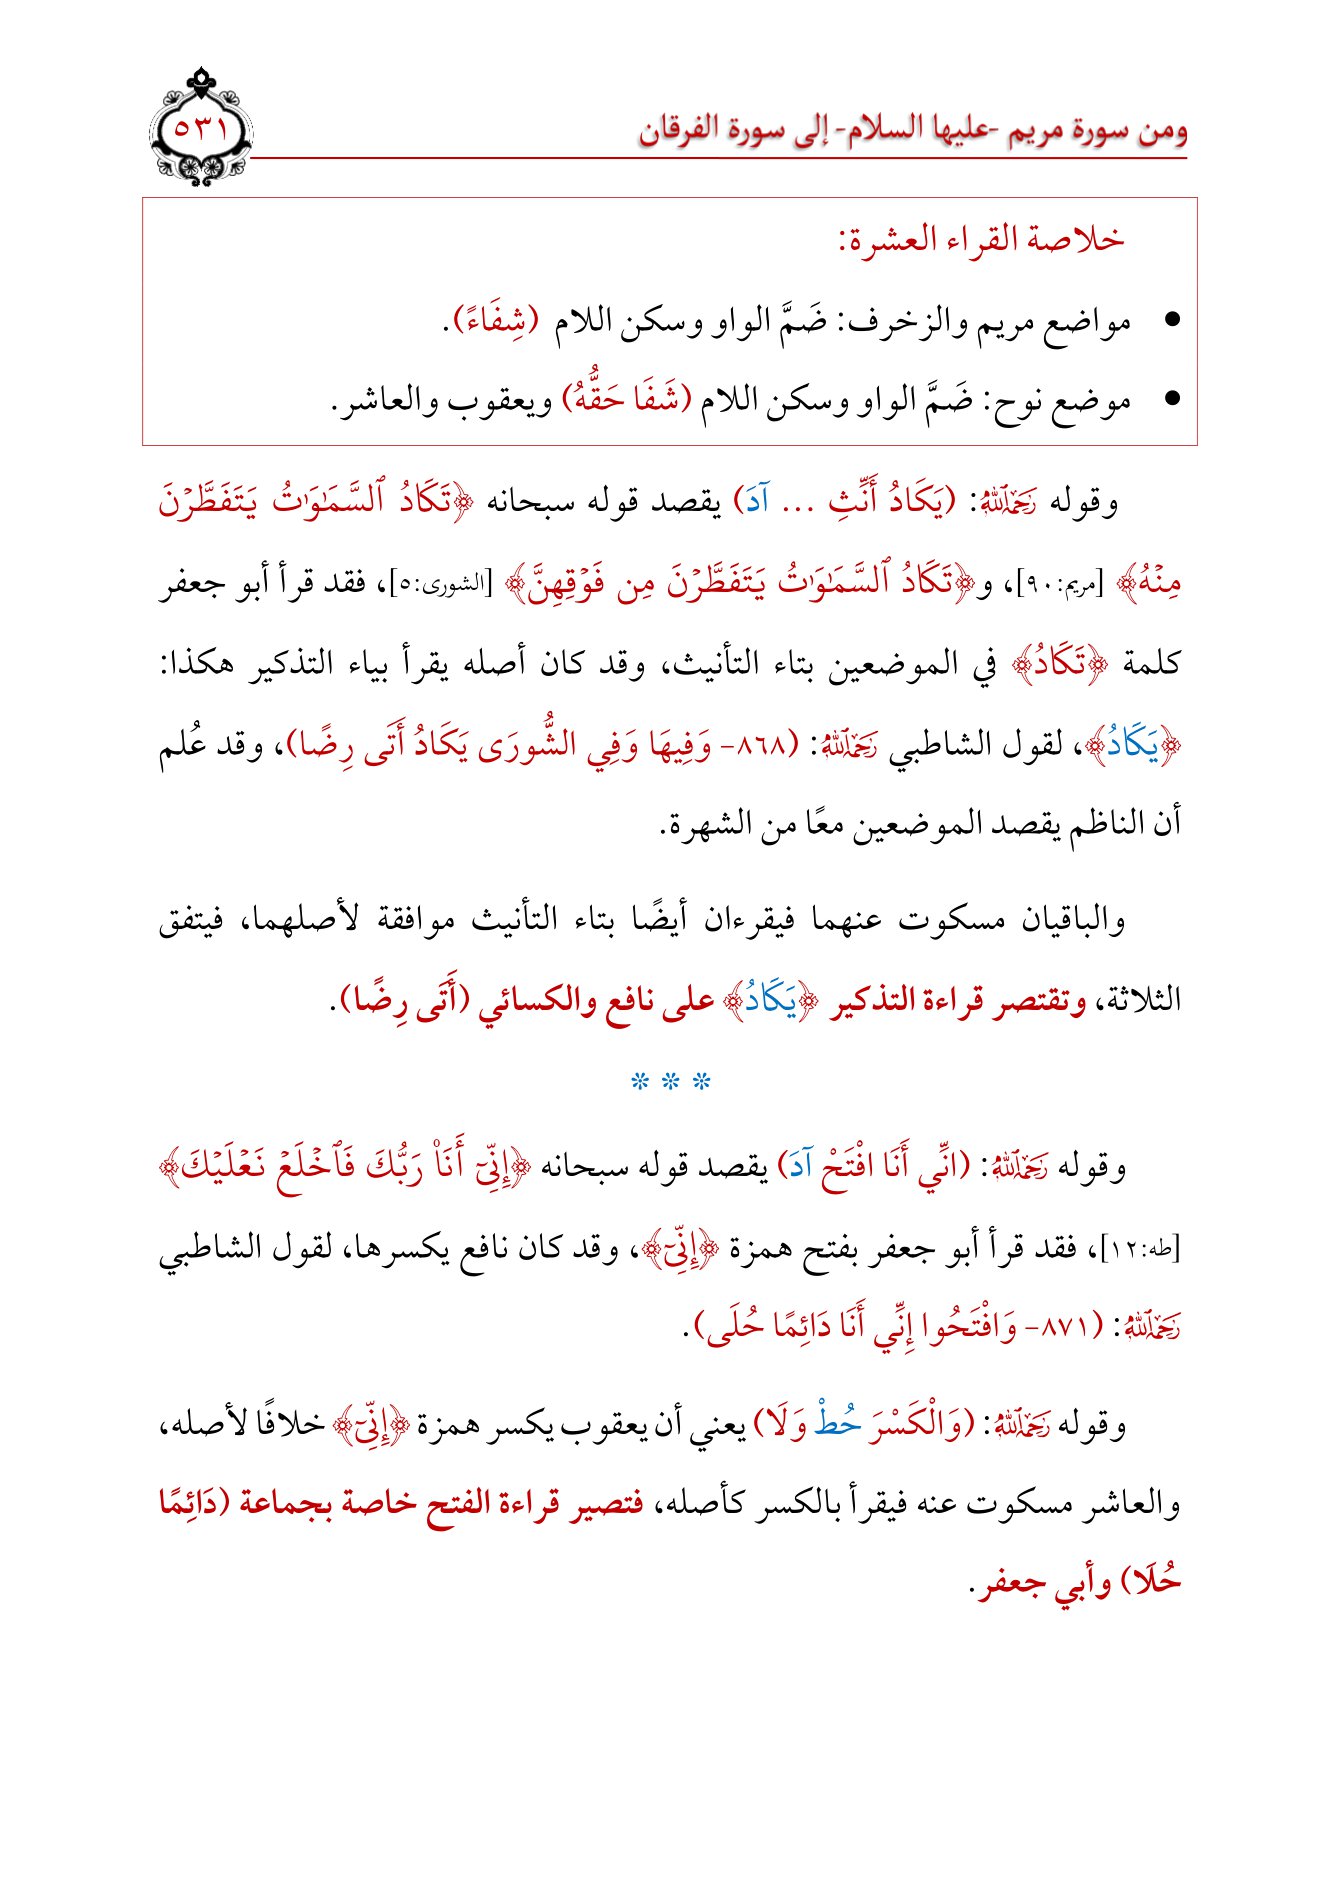 ومن سورة مريم -عليها السلام- إلى سورة الفرقان
٥٣١
خلاصة القراء العشرة:
• مواضع مريم والزخرف: ضَمَّ الواو وسكن اللام (شِفَاءً).
• موضع نوح: ضَمَّ الواو وسكن اللام (شَفَا حَقُّهُ) ويعقوب والعاشر.
وقوله رَحِمَهُ ٱللَّهُ: (يَكَادُ أَنِّثِ ... آدَ) يقصد قوله سبحانه ﴿تَكَادُ ٱلسَّمَٰوَٰتُ يَتَفَطَّرۡنَ
مِنۡهُ﴾ [مريم:٩٠]، و﴿تَكَادُ ٱلسَّمَٰوَٰتُ يَتَفَطَّرۡنَ مِن فَوۡقِهِنَّ﴾ [الشورى:٥]، فقد قرأ أبو جعفر
كلمة ﴿تَكَادُ﴾ في الموضعين بتاء التأنيث، وقد كان أصله يقرأ بياء التذكير هكذا:
﴿يَكَادُ﴾، لقول الشاطبي رَحِمَهُ ٱللَّهُ: (٨٦٨- وَفِيهَا وَفِي الشُّورَى يَكَادُ أَتَى رِضًا)، وقد عُلم
أن الناظم يقصد الموضعين معًا من الشهرة.
والباقيان مسكوت عنهما فيقرءان أيضًا بتاء التأنيث موافقة لأصلهما، فيتفق
الثلاثة، وتقتصر قراءة التذكير ﴿يَكَادُ﴾ على نافع والكسائي (أَتَى رِضًا).
* * *
وقوله رَحِمَهُ ٱللَّهُ: (انِّي أَنَا افْتَحْ آدَ) يقصد قوله سبحانه ﴿إِنِّيٓ أَنَا۠ رَبُّكَ فَٱخۡلَعۡ نَعۡلَيۡكَ﴾
[طه:١٢]، فقد قرأ أبو جعفر بفتح همزة ﴿إِنِّيٓ﴾، وقد كان نافع يكسرها، لقول الشاطبي
رَحِمَهُ ٱللَّهُ: (٨٧١- وَافْتَحُوا إِنِّي أَنَا دَائِمًا حُلَى).
وقوله رَحِمَهُ ٱللَّهُ: (وَالْكَسْرَ حُطْ وَلَا) يعني أن يعقوب يكسر همزة ﴿إِنِّيٓ﴾ خلافًا لأصله،
والعاشر مسكوت عنه فيقرأ بالكسر كأصله، فتصير قراءة الفتح خاصة بجماعة (دَائِمًا
حُلَا) وأبي جعفر.